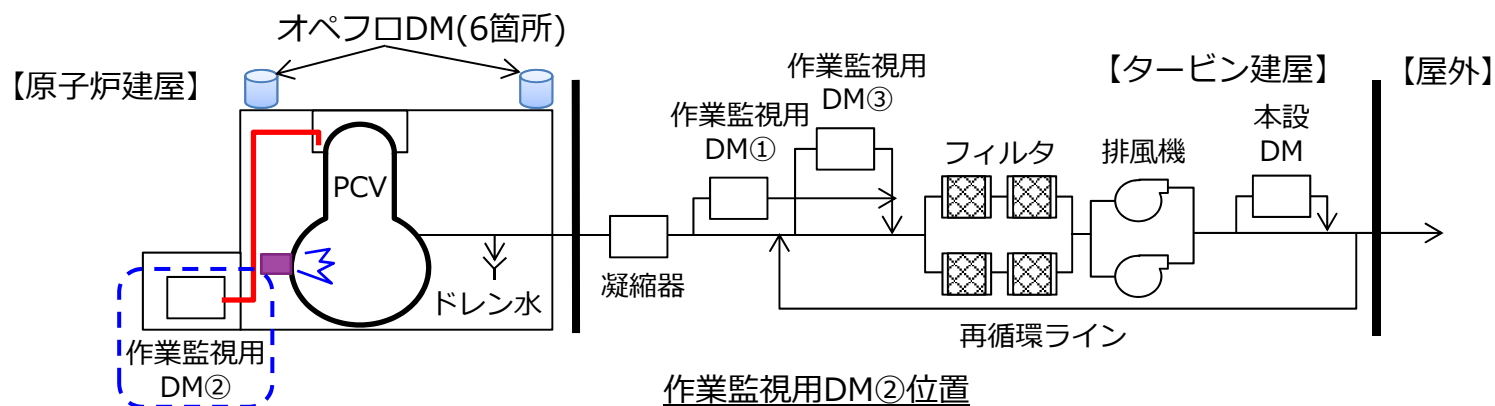 オペフロDM(6箇所)
【原子炉建屋】
作業監視用
DM③
【タービン建屋】
【屋外】
作業監視用
DM①
フィルタ
排風機
本設
DM
PCV
ドレン水
凝縮器
再循環ライン
作業監視用
DM②
作業監視用DM②位置